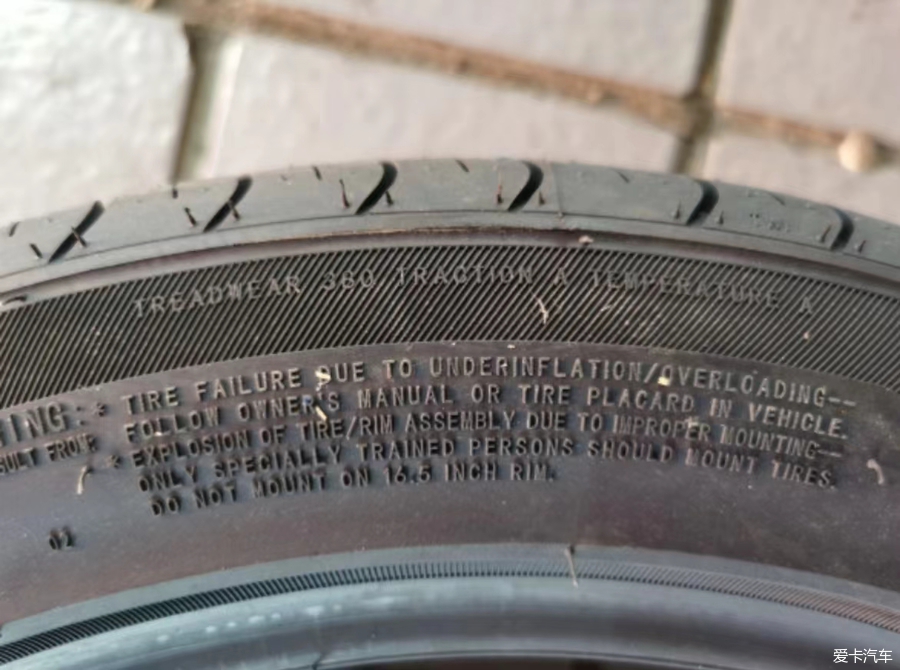 TREADWEAR 380 TRACTION A TEMPERATURE A
TIRE FAILURE DUE TO UNDERINFLATION/OVERLOADING--
FOLLOW OWNER'S MANUAL OR TIRE PLACARD IN VEHICLE.
* EXPLOSION OF TIRE/RIM ASSEMBLY DUE TO IMPROPER MOUNTING--
ONLY SPECIALLY TRAINED PERSONS SHOULD MOUNT TIRES.
DO NOT MOUNT ON 16.5 INCH RIM.
02
爱卡汽车